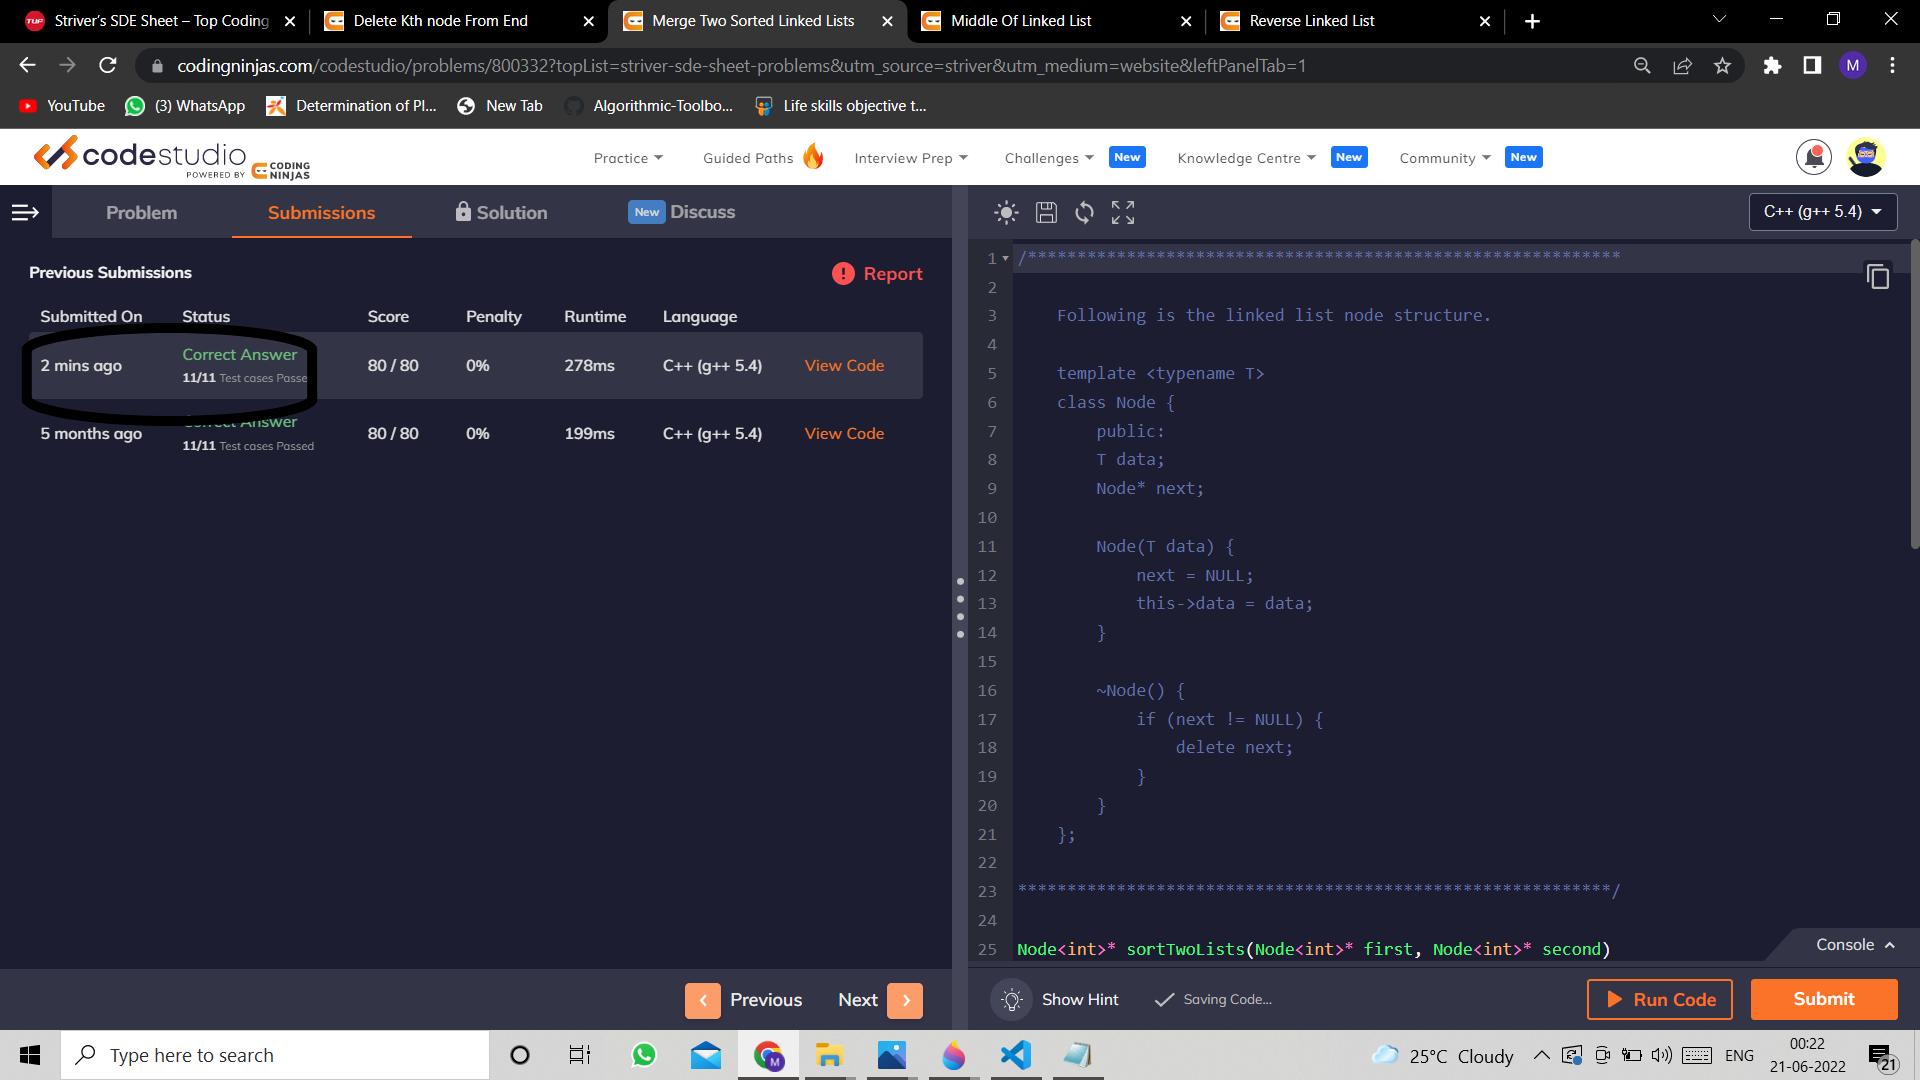 Striver's SDE Sheet – Top Coding
Delete Kth node From End
Merge Two Sorted Linked Lists
Middle Of Linked List
Reverse Linked List
codingninjas.com/codestudio/problems/800332?topList=striver-sde-sheet-problems&utm_source=striver&utm_medium=website&leftPanelTab=1
M
YouTube
(3) WhatsApp
Determination of Pl...
New Tab
Algorithmic-Toolbo...
Life skills objective t...
codestudio
POWERED BY CODING NINJAS
Practice
Guided Paths
Interview Prep
Challenges New
Knowledge Centre New
Community New
Problem
Submissions
Solution
New Discuss
C++ (g++ 5.4)
Previous Submissions
Report
Submitted On Status Score Penalty Runtime Language
2 mins ago Correct Answer 80 / 80 0% 278ms C++ (g++ 5.4) View Code
11/11 Test cases Passe
5 months ago Correct Answer 80 / 80 0% 199ms C++ (g++ 5.4) View Code
11/11 Test cases Passed
Previous
Next
1 /************************************************************
2
3 Following is the linked list node structure.
4
5 template <typename T>
6 class Node {
7 public:
8 T data;
9 Node* next;
10
11 Node(T data) {
12 next = NULL;
13 this->data = data;
14 }
15
16 ~Node() {
17 if (next != NULL) {
18 delete next;
19 }
20 }
21 };
22
23 ************************************************************/
24
25 Node<int>* sortTwoLists(Node<int>* first, Node<int>* second)
Console
Show Hint
Saving Code...
Run Code
Submit
Type here to search
25°C Cloudy
ENG
00:22
21-06-2022
21